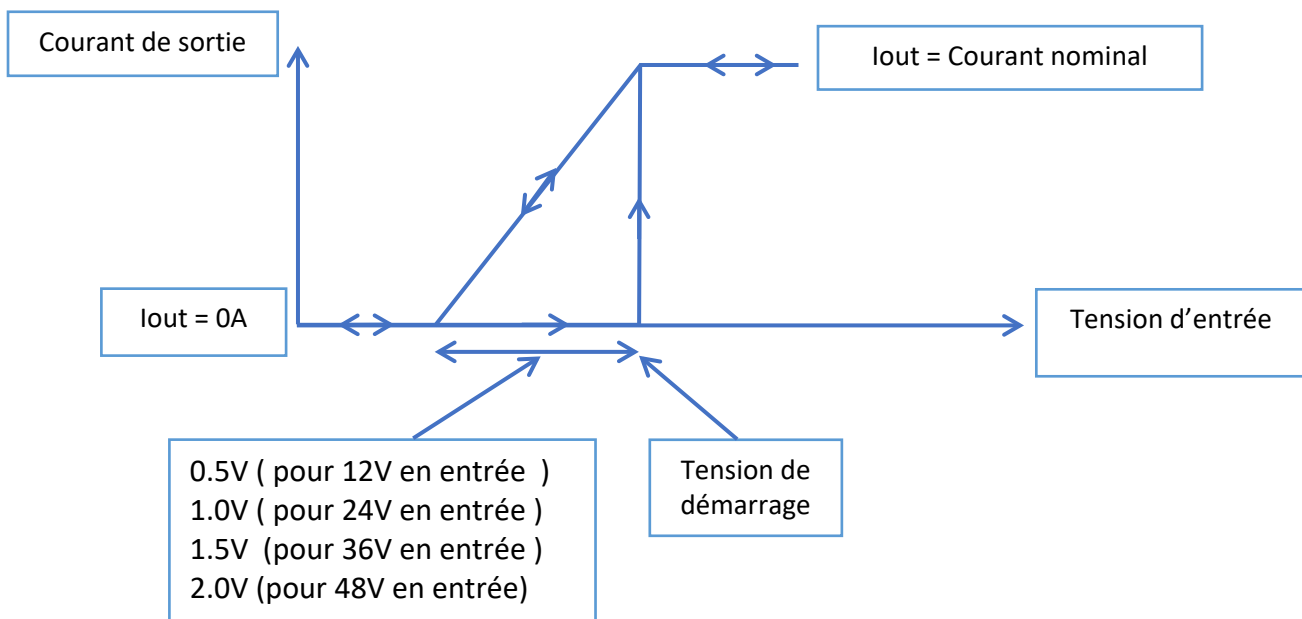 Courant de sortie
Iout = Courant nominal
Iout = 0A
Tension d’entrée
0.5V ( pour 12V en entrée )
1.0V ( pour 24V en entrée )
1.5V (pour 36V en entrée )
2.0V (pour 48V en entrée)
Tension de
démarrage